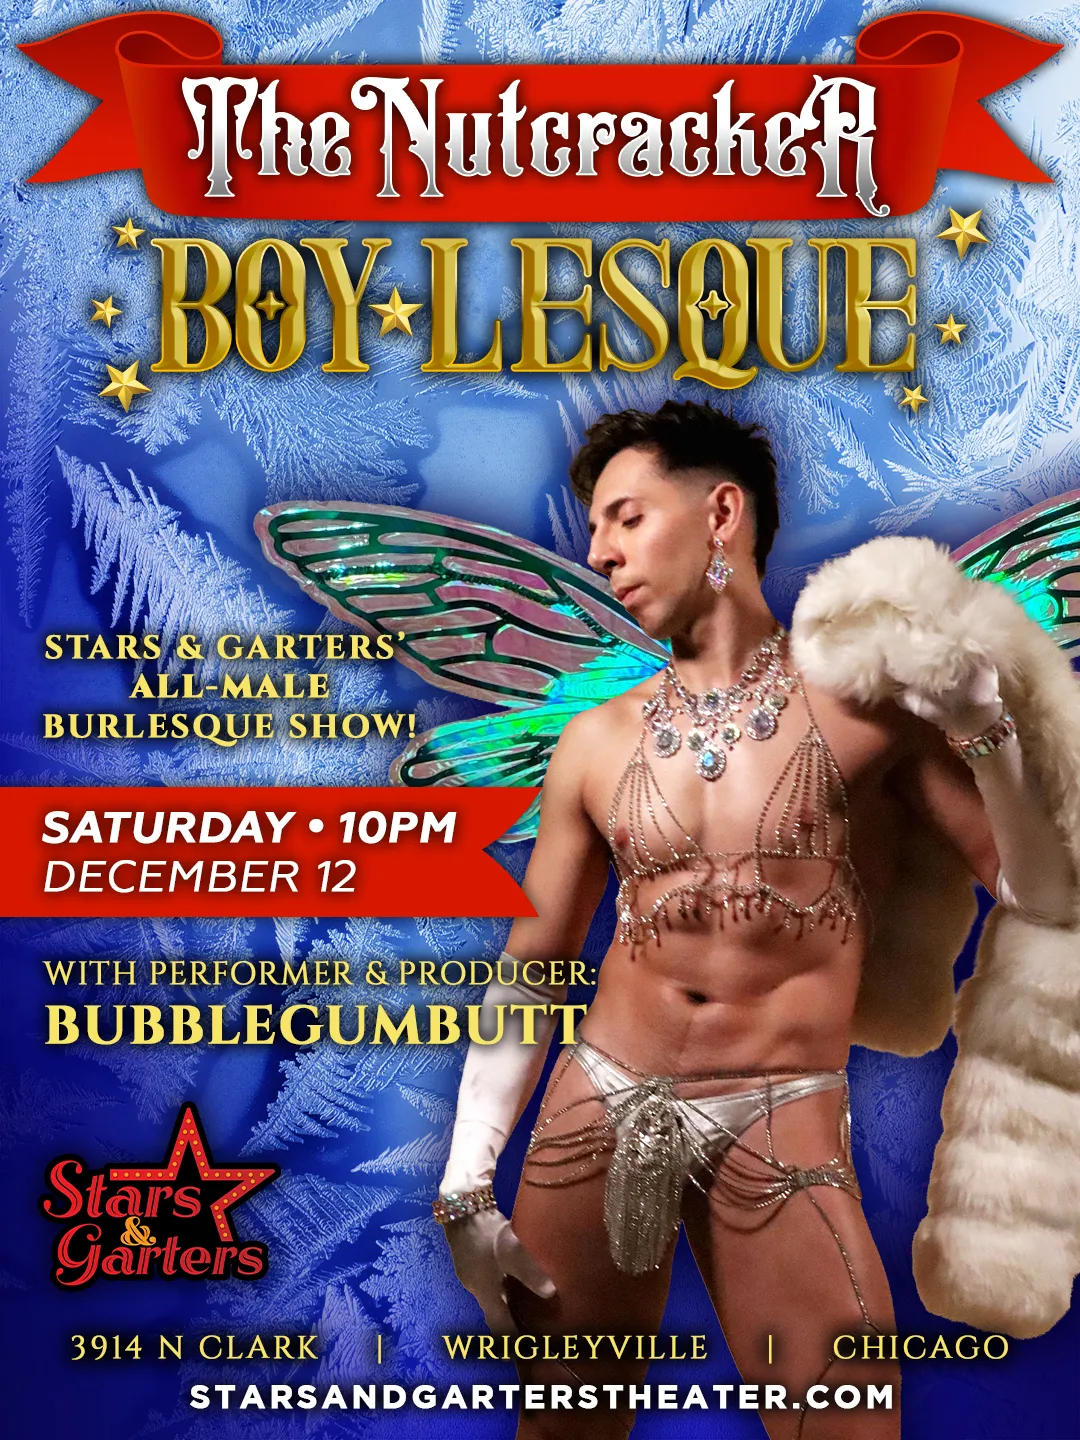 The Nutcracker
BOY LESQUE
STARS & GARTERS'
ALL-MALE
BURLESQUE SHOW!
SATURDAY • 10PM
DECEMBER 12
WITH PERFORMER & PRODUCER:
BUBBLEGUMBUTT
Stars
&
Garters
3914 N CLARK | WRIGLEYVILLE | CHICAGO
STARSANDGARTERSTHEATER.COM